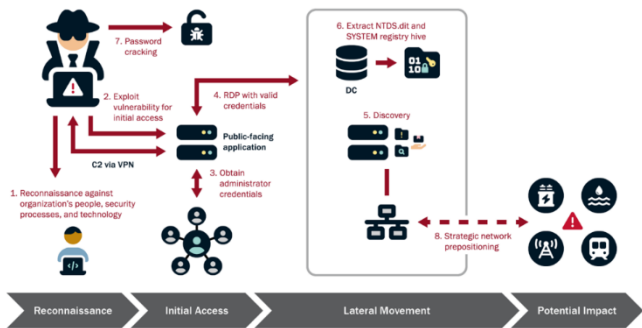 7. Password
cracking
2. Exploit
vulnerability for
initial access
C2 via VPN
1. Reconnaissance against
organization's people, security
processes, and technology
4. RDP with valid
credentials
Public-facing
application
3. Obtain
administrator
credentials
6. Extract NTDS.dit and
SYSTEM registry hive
DC
01
10
5. Discovery
8. Strategic network
prepositioning
Reconnaissance
Initial Access
Lateral Movement
Potential Impact